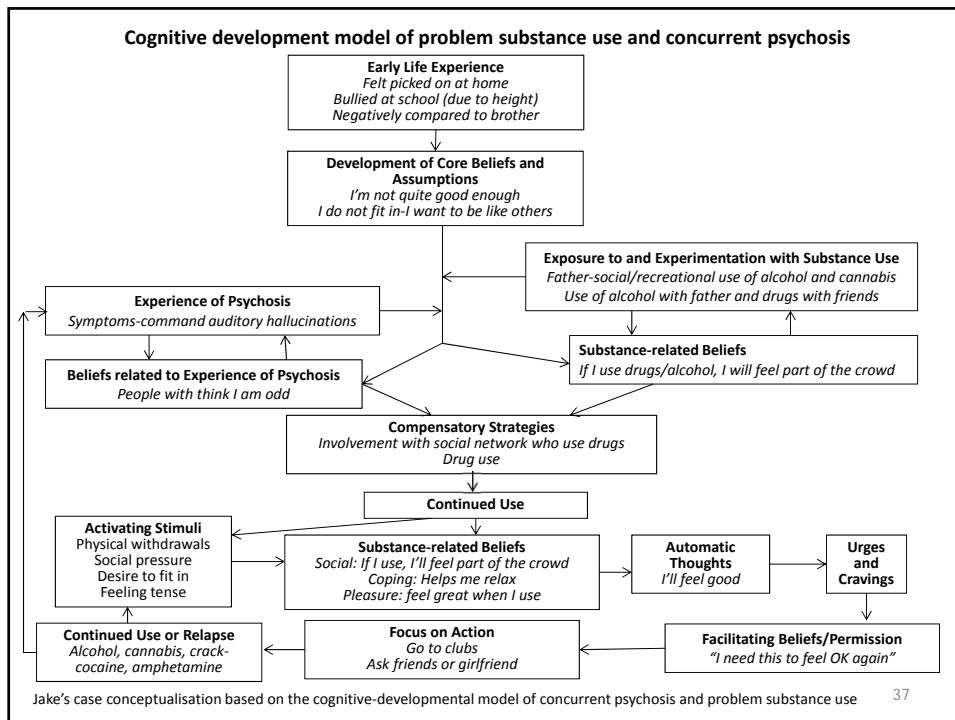 Cognitive development model of problem substance use and concurrent psychosis
Early Life Experience
Felt picked on at home
Bullied at school (due to height)
Negatively compared to brother
Development of Core Beliefs and
Assumptions
I'm not quite good enough
I do not fit in-I want to be like others
Exposure to and Experimentation with Substance Use
Father-social/recreational use of alcohol and cannabis
Use of alcohol with father and drugs with friends
Experience of Psychosis
Symptoms-command auditory hallucinations
Substance-related Beliefs
If I use drugs/alcohol, I will feel part of the crowd
Beliefs related to Experience of Psychosis
People with think I am odd
Compensatory Strategies
Involvement with social network who use drugs
Drug use
Continued Use
Activating Stimuli
Physical withdrawals
Social pressure
Desire to fit in
Feeling tense
Substance-related Beliefs
Social: If I use, I'll feel part of the crowd
Coping: Helps me relax
Pleasure: feel great when I use
Automatic
Thoughts
I'll feel good
Urges
and
Cravings
Continued Use or Relapse
Alcohol, cannabis, crack-
cocaine, amphetamine
Focus on Action
Go to clubs
Ask friends or girlfriend
Facilitating Beliefs/Permission
"I need this to feel OK again"
Jake's case conceptualisation based on the cognitive-developmental model of concurrent psychosis and problem substance use
37